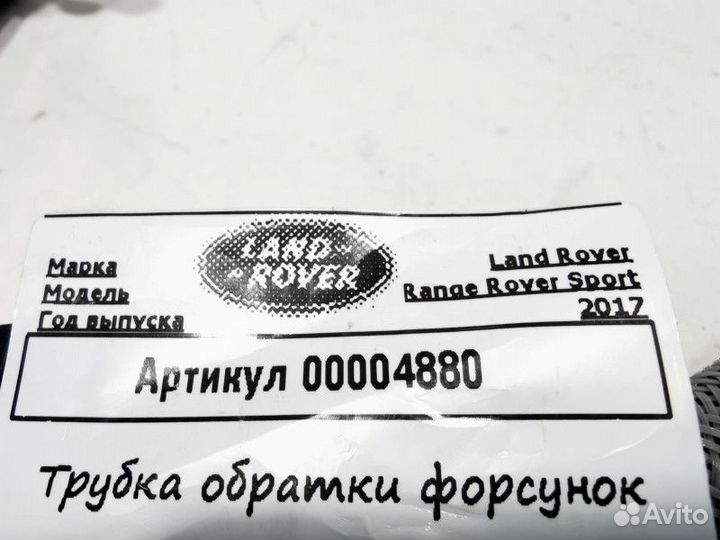 Марка
Модель
Год выпуска
LAND
ROVER
Land Rover
Range Rover Sport
2017
Артикул 00004880
Трубка обратки форсунок
Avito